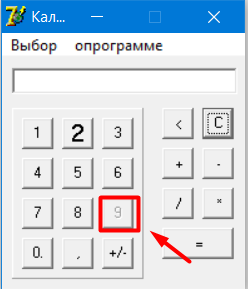 Кал...
Выбор опрограмме
1 2 3 < C
4 5 6 + -
7 8 9 / *
0. , +/- =